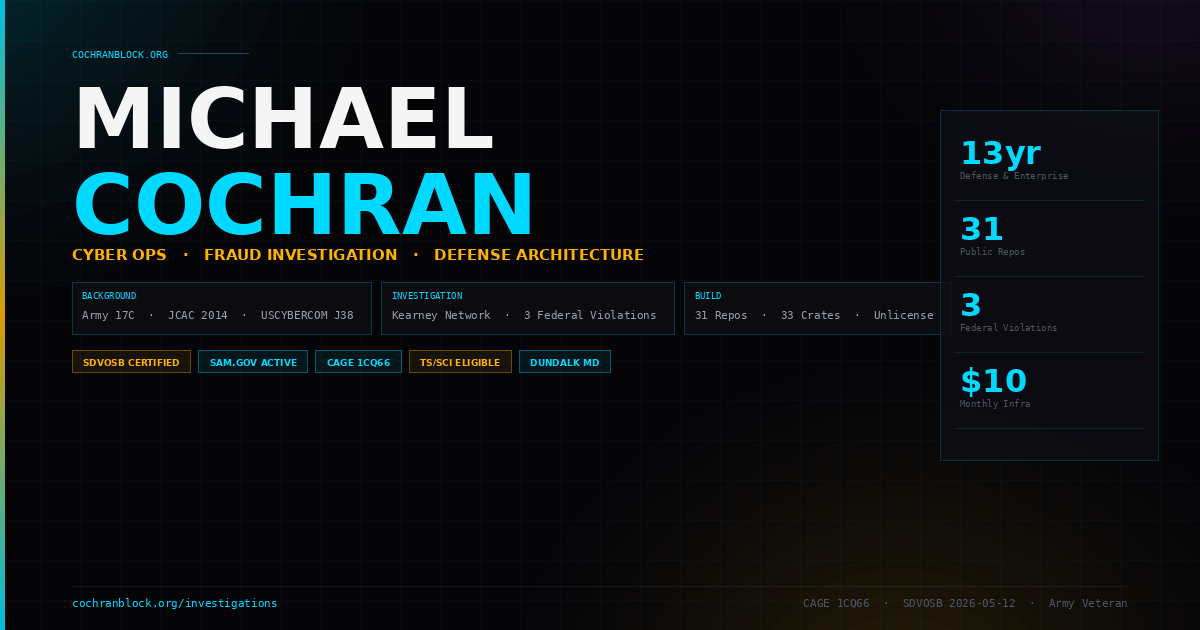 COCHRANBLOCK.ORG
MICHAEL
COCHRAN
CYBER OPS · FRAUD INVESTIGATION · DEFENSE ARCHITECTURE
BACKGROUND
Army 17C · JCAC 2014 · USCYBERCOM J38
INVESTIGATION
Kearney Network · 3 Federal Violations
BUILD
31 Repos · 33 Crates · Unlicense
SDVOSB CERTIFIED
SAM.GOV ACTIVE
CAGE 1CQ66
TS/SCI ELIGIBLE
DUNDALK MD
13yr
Defense & Enterprise
31
Public Repos
3
Federal Violations
$10
Monthly Infra
cochranblock.org/investigations
CAGE 1CQ66 · SDVOSB 2026-05-12 · Army Veteran